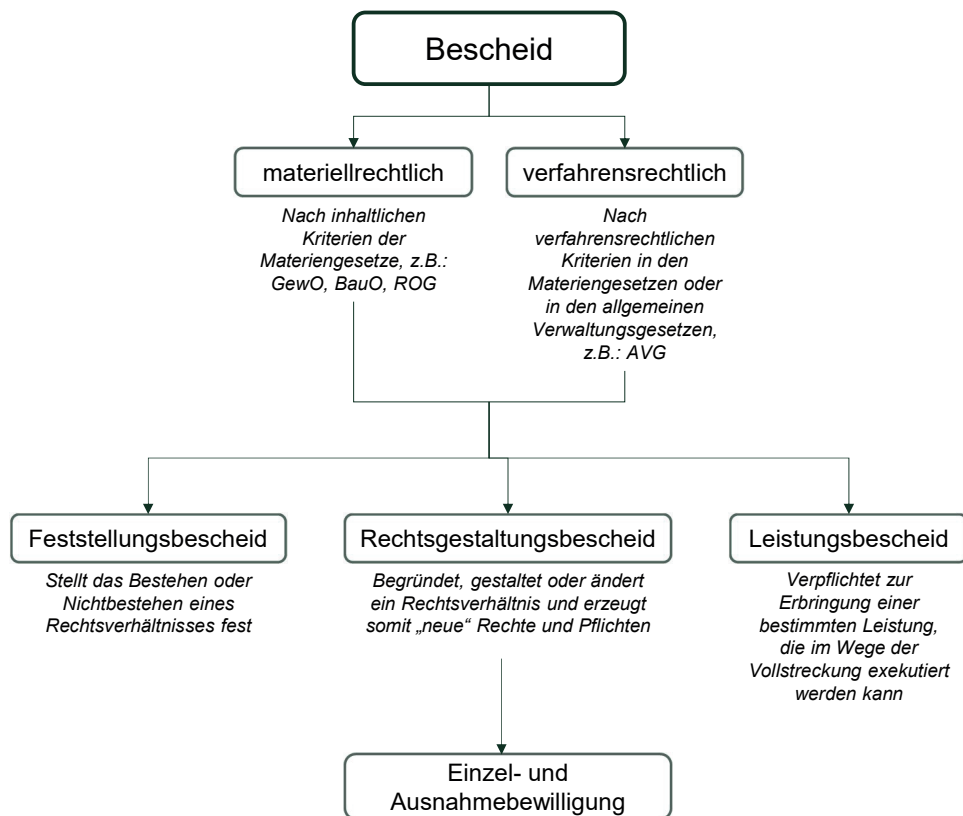 Bescheid
materiellrechtlich
Nach inhaltlichen
Kriterien der
Materiengesetze, z.B.:
GewO, BauO, ROG
verfahrensrechtlich
Nach
verfahrensrechtlichen
Kriterien in den
Materiengesetzen oder
in den allgemeinen
Verwaltungsgesetzen,
z.B.: AVG
Feststellungsbescheid
Stellt das Bestehen oder
Nichtbestehen eines
Rechtsverhältnisses fest
Rechtsgestaltungsbescheid
Begründet, gestaltet oder ändert
ein Rechtsverhältnis und erzeugt
somit „neue“ Rechte und Pflichten
Leistungsbescheid
Verpflichtet zur
Erbringung einer
bestimmten Leistung,
die im Wege der
Vollstreckung exekutiert
werden kann
Einzel- und
Ausnahmebewilligung